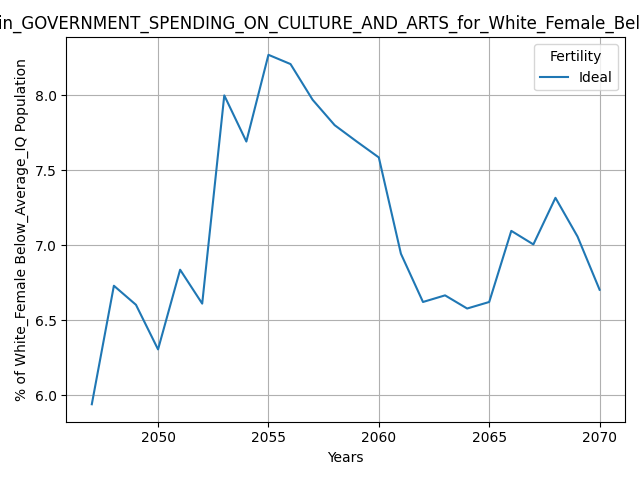 in_GOVERNMENT_SPENDING_ON_CULTURE_AND_ARTS_for_White_Female_Bel
Fertility
Ideal
% of White_Female Below_Average_IQ Population
8.0
7.5
7.0
6.5
6.0
2050 2055 2060 2065 2070
Years